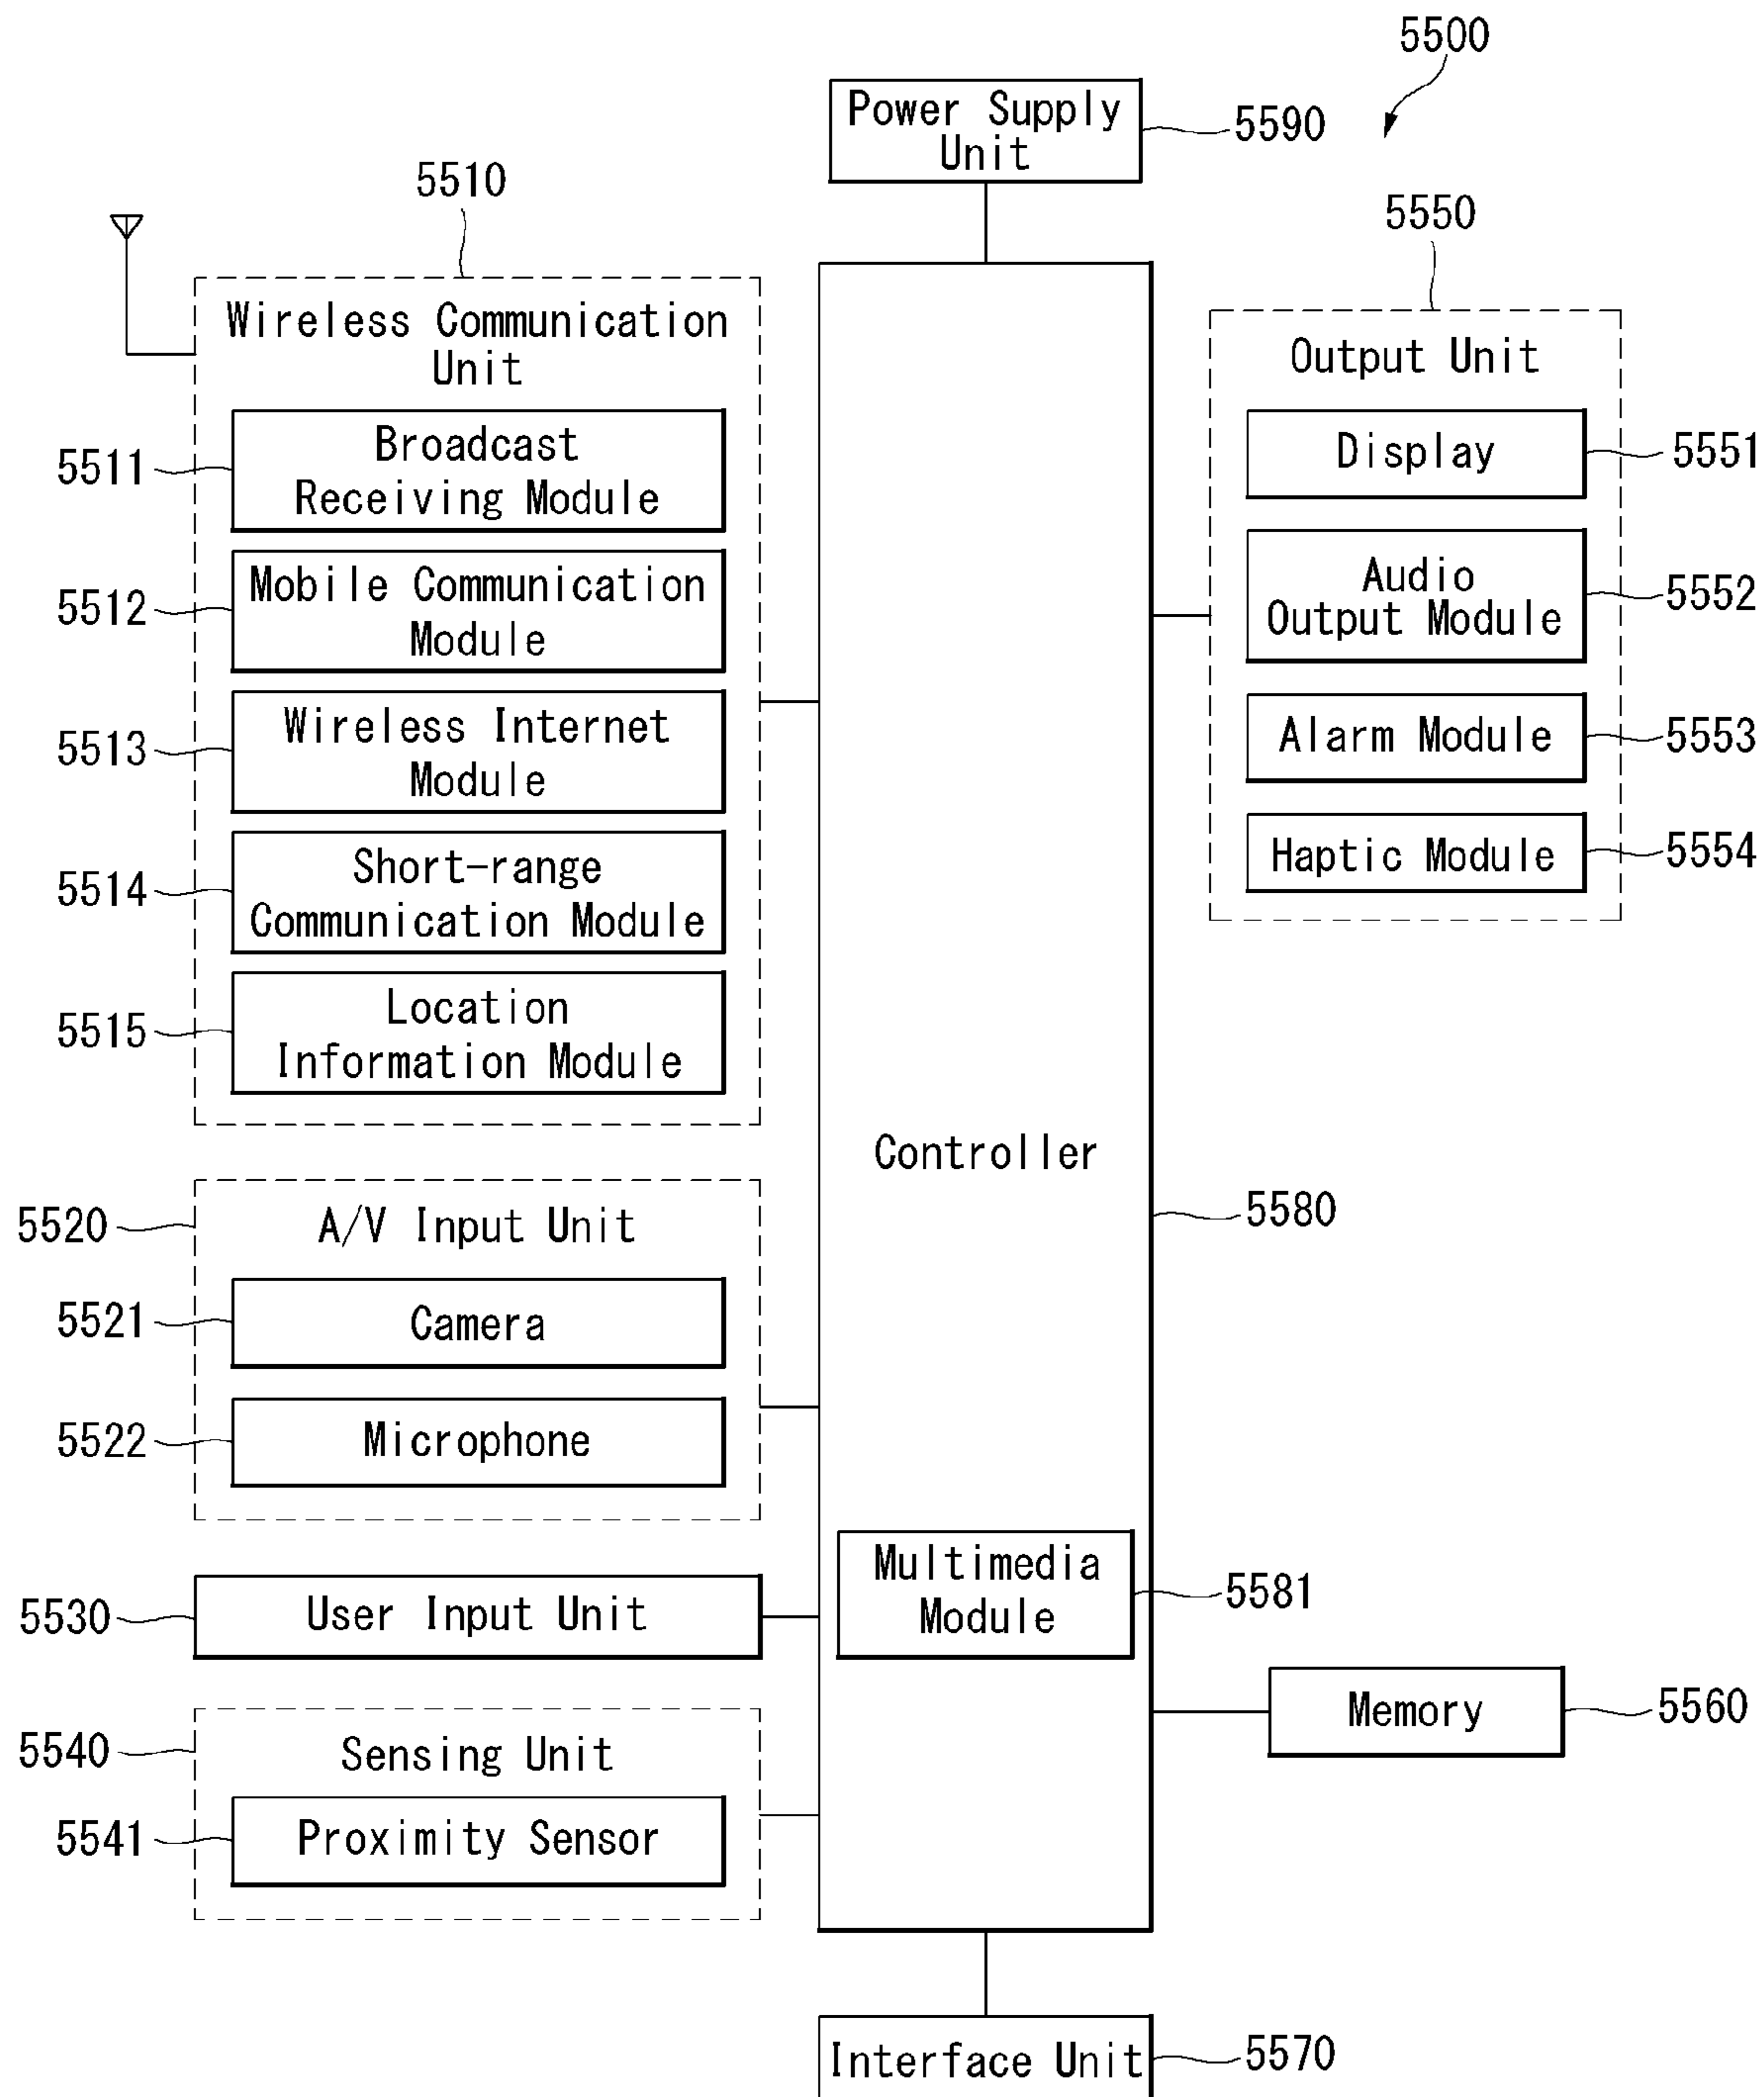 5500
Power Supply
Unit
5590
5510
Wireless Communication
Unit
5511
Broadcast
Receiving Module
5512
Mobile Communication
Module
5513
Wireless Internet
Module
5514
Short-range
Communication Module
5515
Location
Information Module
5520
A/V Input Unit
5521
Camera
5522
Microphone
5530
User Input Unit
5540
Sensing Unit
5541
Proximity Sensor
Controller
5580
Multimedia
Module
5581
5550
Output Unit
Display
5551
Audio
Output Module
5552
Alarm Module
5553
Haptic Module
5554
Memory
5560
Interface Unit
5570